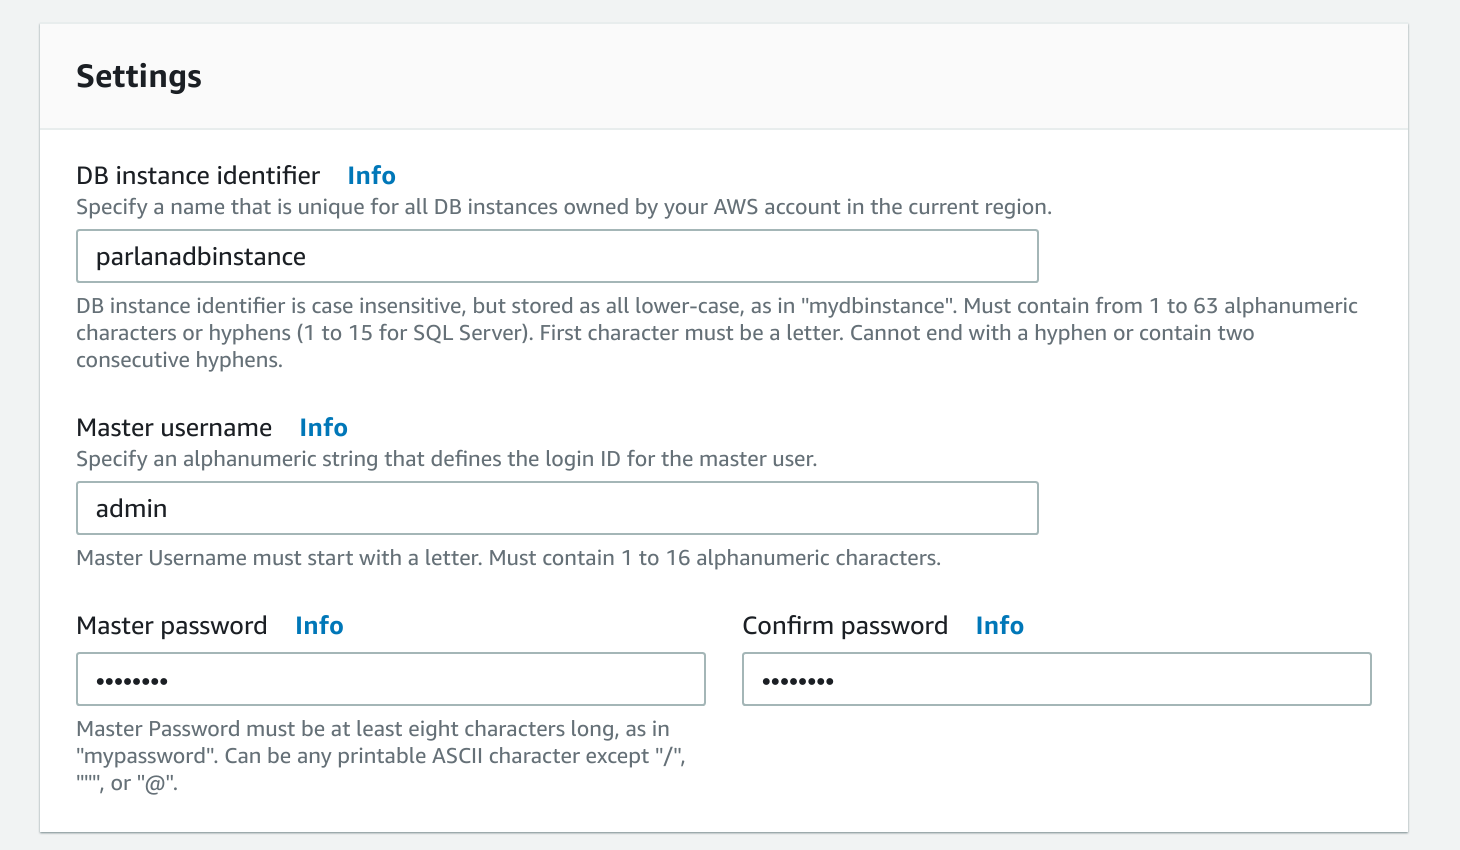 Settings
DB instance identifier Info
Specify a name that is unique for all DB instances owned by your AWS account in the current region.
parlanadbinstance
DB instance identifier is case insensitive, but stored as all lower-case, as in "mydbinstance". Must contain from 1 to 63 alphanumeric
characters or hyphens (1 to 15 for SQL Server). First character must be a letter. Cannot end with a hyphen or contain two
consecutive hyphens.
Master username Info
Specify an alphanumeric string that defines the login ID for the master user.
admin
Master Username must start with a letter. Must contain 1 to 16 alphanumeric characters.
Master password Info
••••••••
Master Password must be at least eight characters long, as in
"mypassword". Can be any printable ASCII character except "/",
""", or "@".
Confirm password Info
••••••••